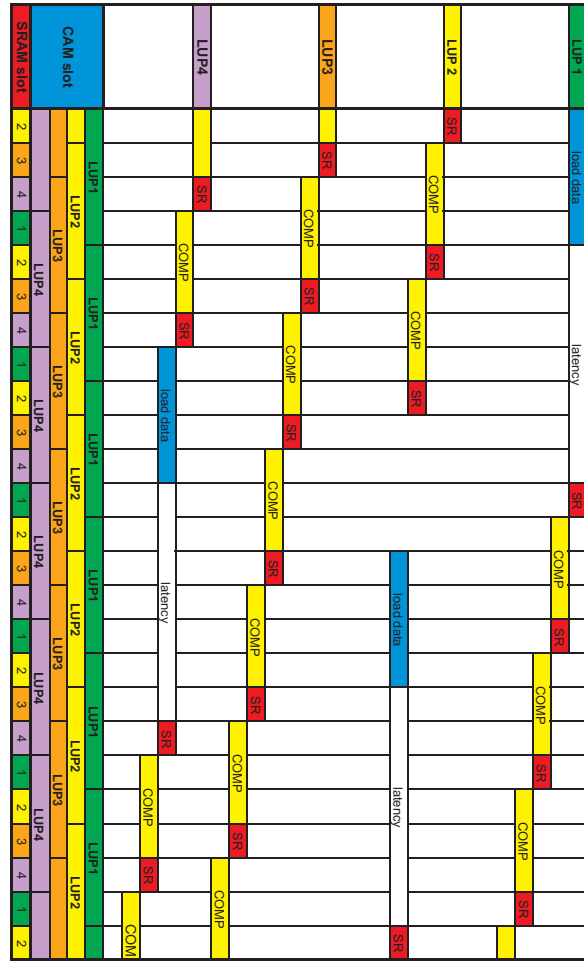 LUP 1 load data latency SR
COMP SR
COMP SR
COMP SR
LUP 2 SR
COMP SR
COMP SR
load data latency SR
LUP3 SR
COMP SR
COMP SR
COMP SR
COMP SR
COMP SR
COMP
LUP4 SR
COMP SR
load data latency SR
COMP SR
COM
CAM slot
LUP1 LUP1 LUP1 LUP1 LUP1 LUP1
LUP2 LUP2 LUP2 LUP2 LUP2 LUP2
LUP3 LUP3 LUP3 LUP3 LUP3
LUP4 LUP4 LUP4 LUP4 LUP4
SRAM slot 2 3 4 1 2 3 4 1 2 3 4 1 2 3 4 1 2 3 4 1 2 3 4 1 2